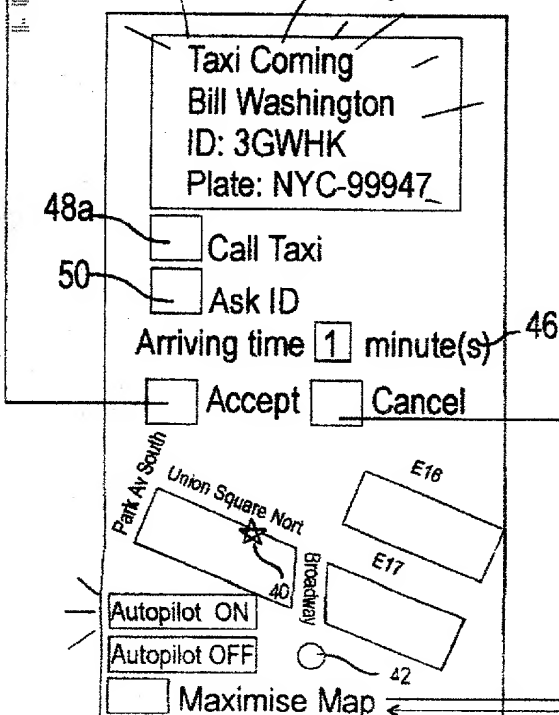 Taxi Coming
Bill Washington
ID: 3GWHK
Plate: NYC-99947
48a
Call Taxi
50
Ask ID
Arriving time 1 minute(s)
46
Accept Cancel
Park Av South
Union Square Nort
E16
40
Broadway
E17
Autopilot ON
Autopilot OFF
42
Maximise Map